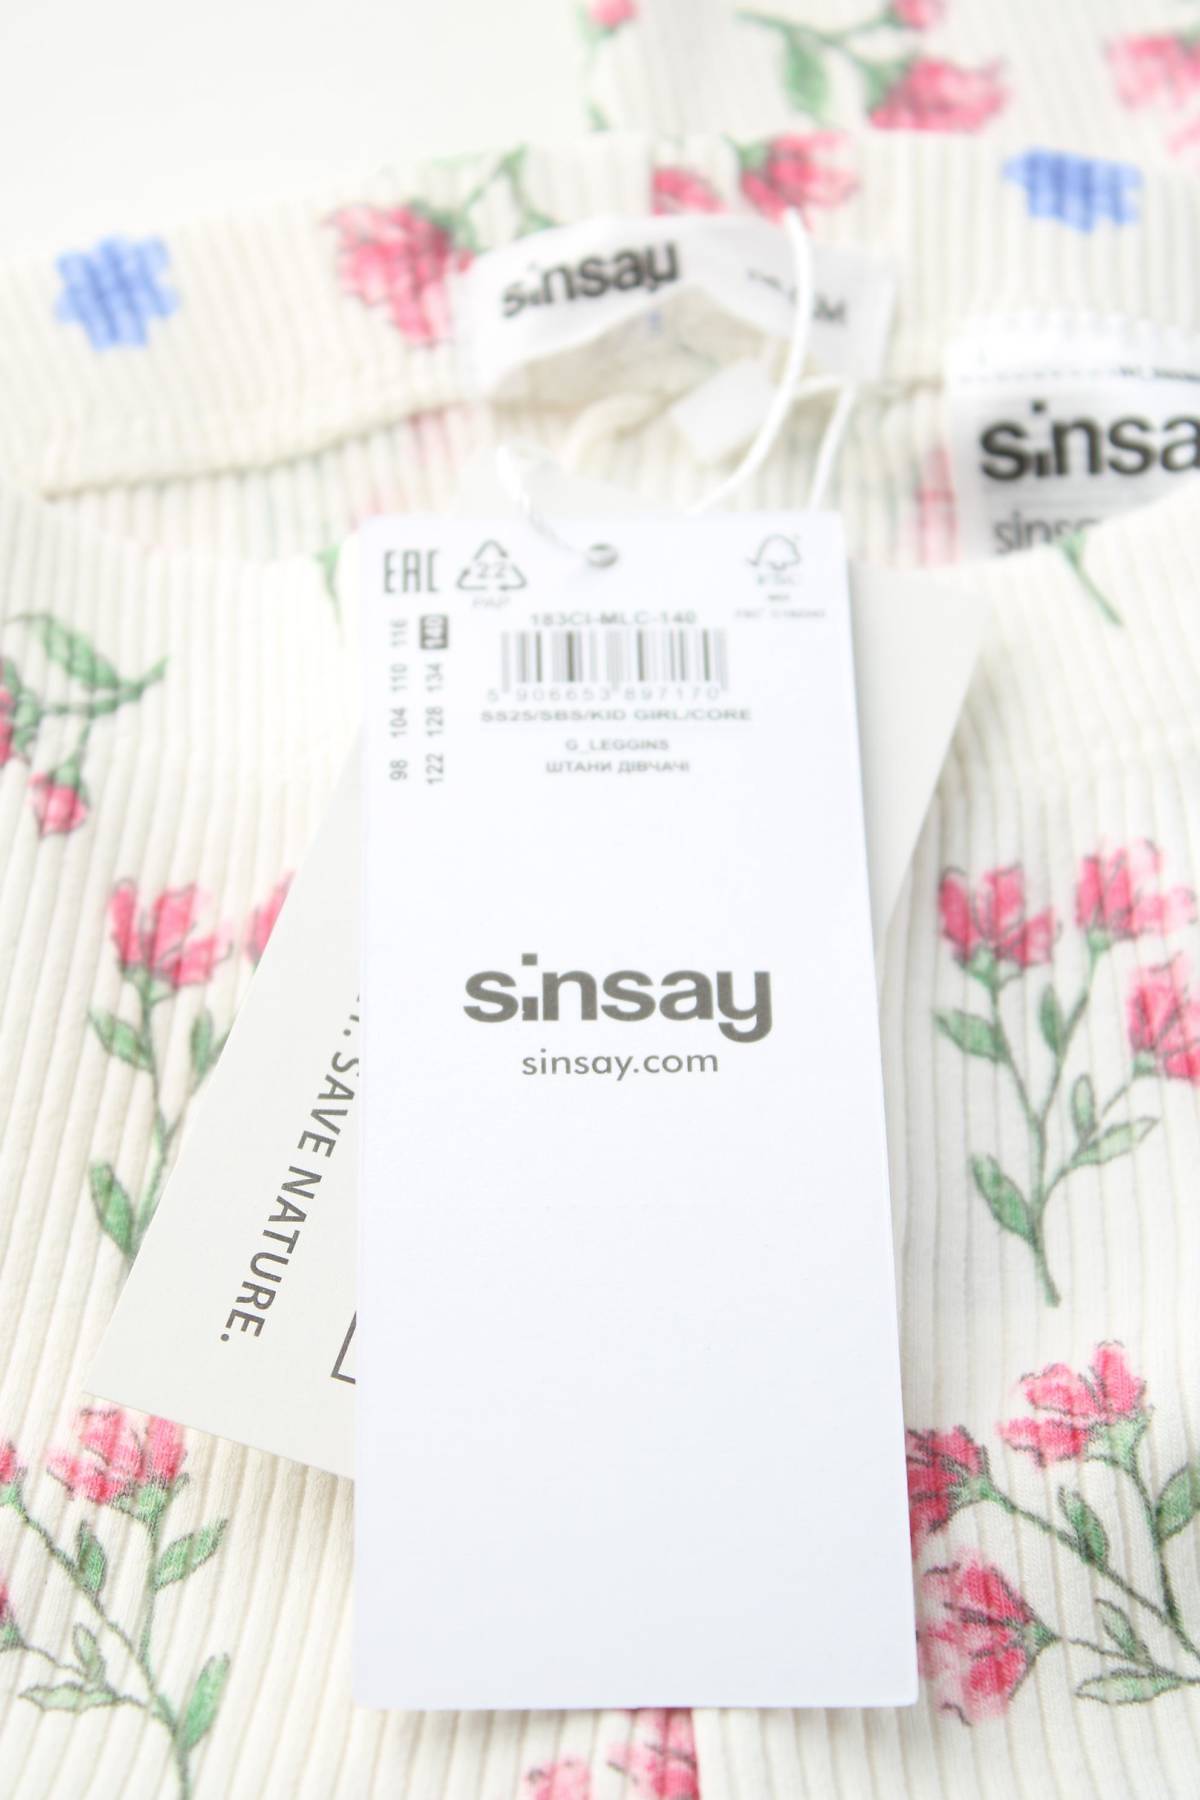 sinsay
sinsa
EAC
22
PAP
183CI-MLC-140
5 906653 897170
SS25/SBS/KID GIRL/CORE
G_LEGGINS
ШТАНИ ДІВЧАЧІ
98 104 110 116
122 128 134 140
sinsay
sinsay.com
SAVE NATURE.